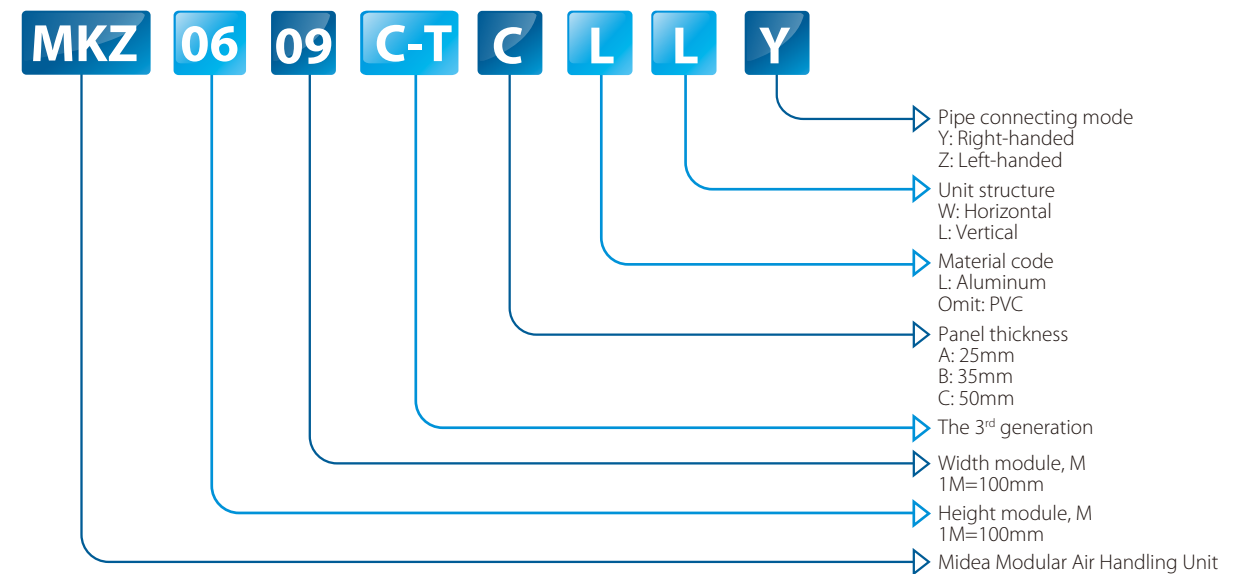 MKZ 06 09 C-T C L L Y
Pipe connecting mode
Y: Right-handed
Z: Left-handed
Unit structure
W: Horizontal
L: Vertical
Material code
L: Aluminum
Omit: PVC
Panel thickness
A: 25mm
B: 35mm
C: 50mm
The 3rd generation
Width module, M
1M=100mm
Height module, M
1M=100mm
Midea Modular Air Handling Unit